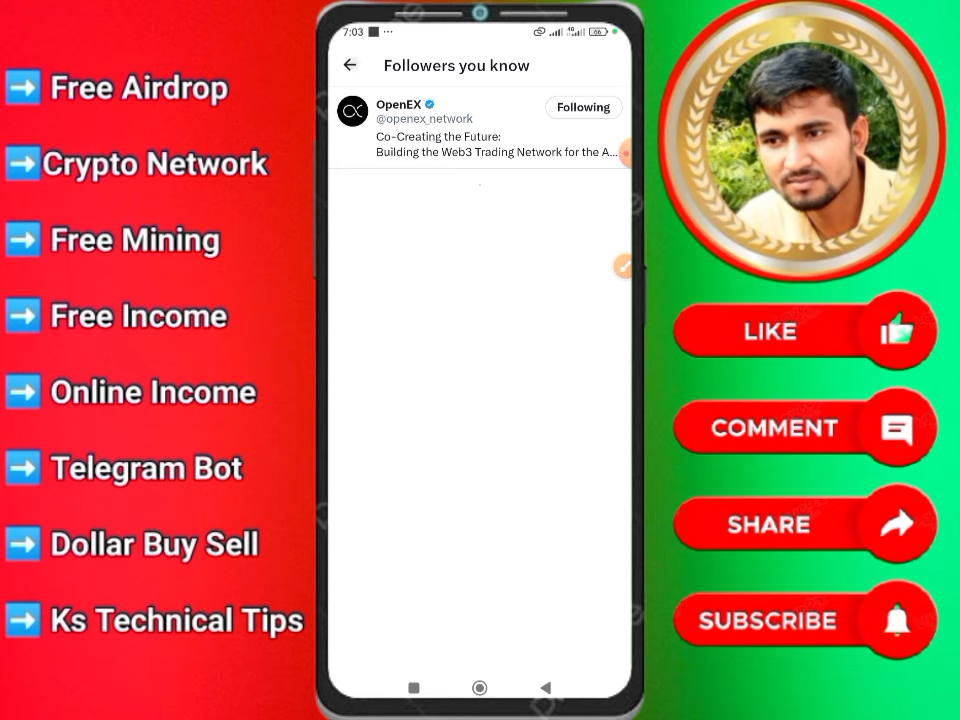 Free Airdrop
Crypto Network
Free Mining
Free Income
Online Income
Telegram Bot
Dollar Buy Sell
Ks Technical Tips
7:03
4G
66
Followers you know
OpenEX
Following
@openex_network
Co-Creating the Future:
Building the Web3 Trading Network for the A...
LIKE
COMMENT
SHARE
SUBSCRIBE